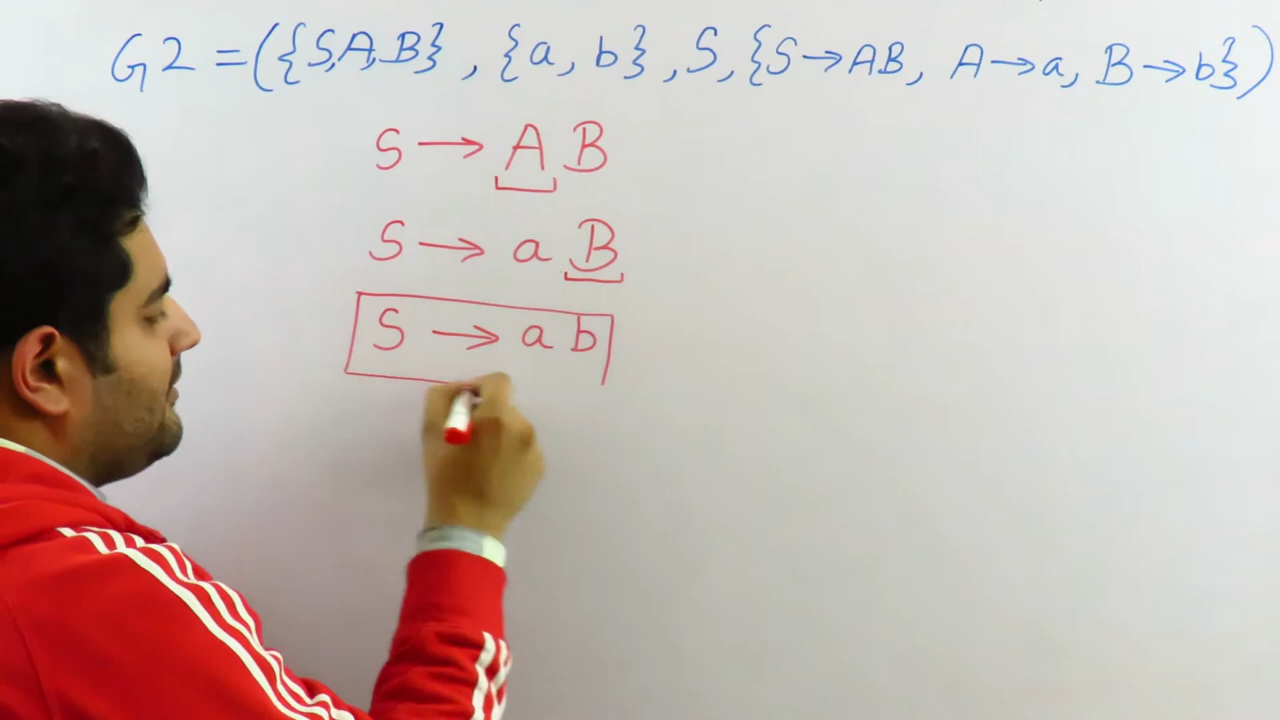 G2 = ({S,A,B}, {a, b}, S, {S→AB, A→a, B→b})
S → A B
S → a B
S → a b